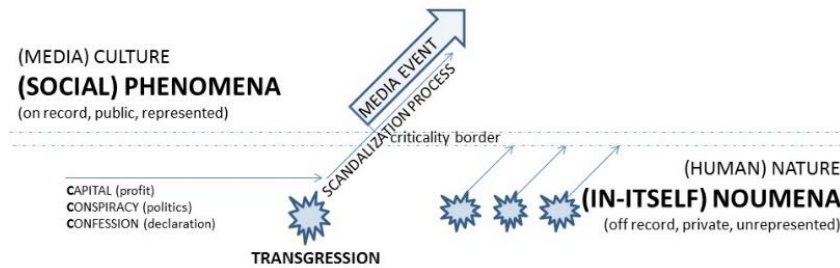 (MEDIA) CULTURE
(SOCIAL) PHENOMENA
(on record, public, represented)
MEDIA EVENT
SCANDALIZATION PROCESS
criticality border
CAPITAL (profit)
CONSPIRACY (politics)
CONFESSION (declaration)
TRANSGRESSION
(HUMAN) NATURE
(IN-ITSELF) NOUMENA
(off record, private, unrepresented)